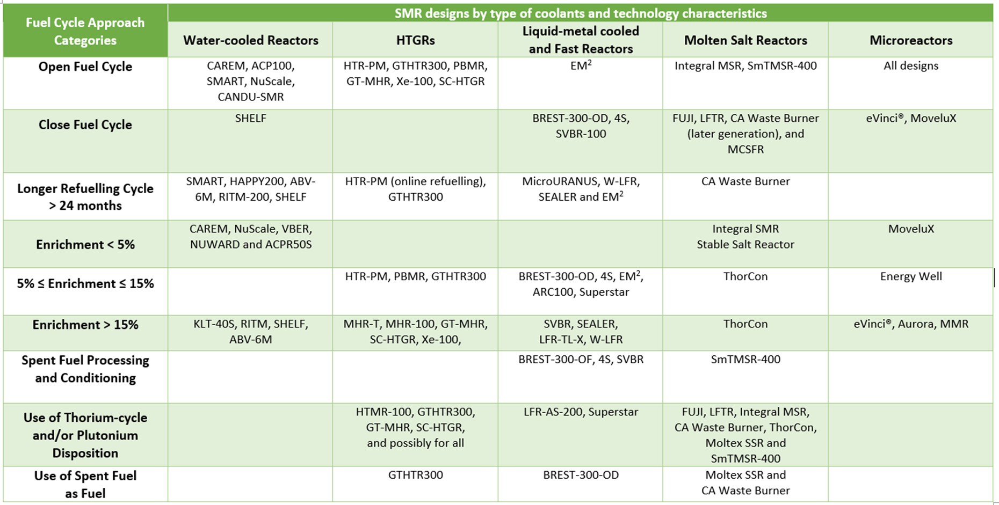 Fuel Cycle Approach
Categories
SMR designs by type of coolants and technology characteristics
Water-cooled Reactors
HTGRs
Liquid-metal cooled
and Fast Reactors
Molten Salt Reactors
Microreactors
Open Fuel Cycle
CAREM, ACP100,
SMART, NuScale,
CANDU-SMR
HTR-PM, GTHTR300, PBMR,
GT-MHR, Xe-100, SC-HTGR
EM²
Integral MSR, SmTMSR-400
All designs
Close Fuel Cycle
SHELF
BREST-300-OD, 4S,
SVBR-100
FUJI, LFTR, CA Waste Burner
(later generation), and
MCSFR
eVinci®, MoveluX
Longer Refuelling Cycle
> 24 months
SMART, HAPPY200, ABV-
6M, RITM-200, SHELF
HTR-PM (online refuelling),
GTHTR300
MicroURANUS, W-LFR,
SEALER and EM²
CA Waste Burner
Enrichment < 5%
CAREM, NuScale, VBER,
NUWARD and ACPR50S
Integral SMR
Stable Salt Reactor
MoveluX
5% ≤ Enrichment ≤ 15%
HTR-PM, PBMR, GTHTR300
BREST-300-OD, 4S, EM²,
ARC100, Superstar
ThorCon
Energy Well
Enrichment > 15%
KLT-40S, RITM, SHELF,
ABV-6M
MHR-T, MHR-100, GT-MHR,
SC-HTGR, Xe-100,
SVBR, SEALER,
LFR-TL-X, W-LFR
ThorCon
eVinci®, Aurora, MMR
Spent Fuel Processing
and Conditioning
BREST-300-OF, 4S, SVBR
SmTMSR-400
Use of Thorium-cycle
and/or Plutonium
Disposition
HTMR-100, GTHTR300,
GT-MHR, SC-HTGR,
and possibly for all
LFR-AS-200, Superstar
FUJI, LFTR, Integral MSR,
CA Waste Burner, ThorCon,
Moltex SSR and
SmTMSR-400
Use of Spent Fuel
as Fuel
GTHTR300
BREST-300-OD
Moltex SSR and
CA Waste Burner